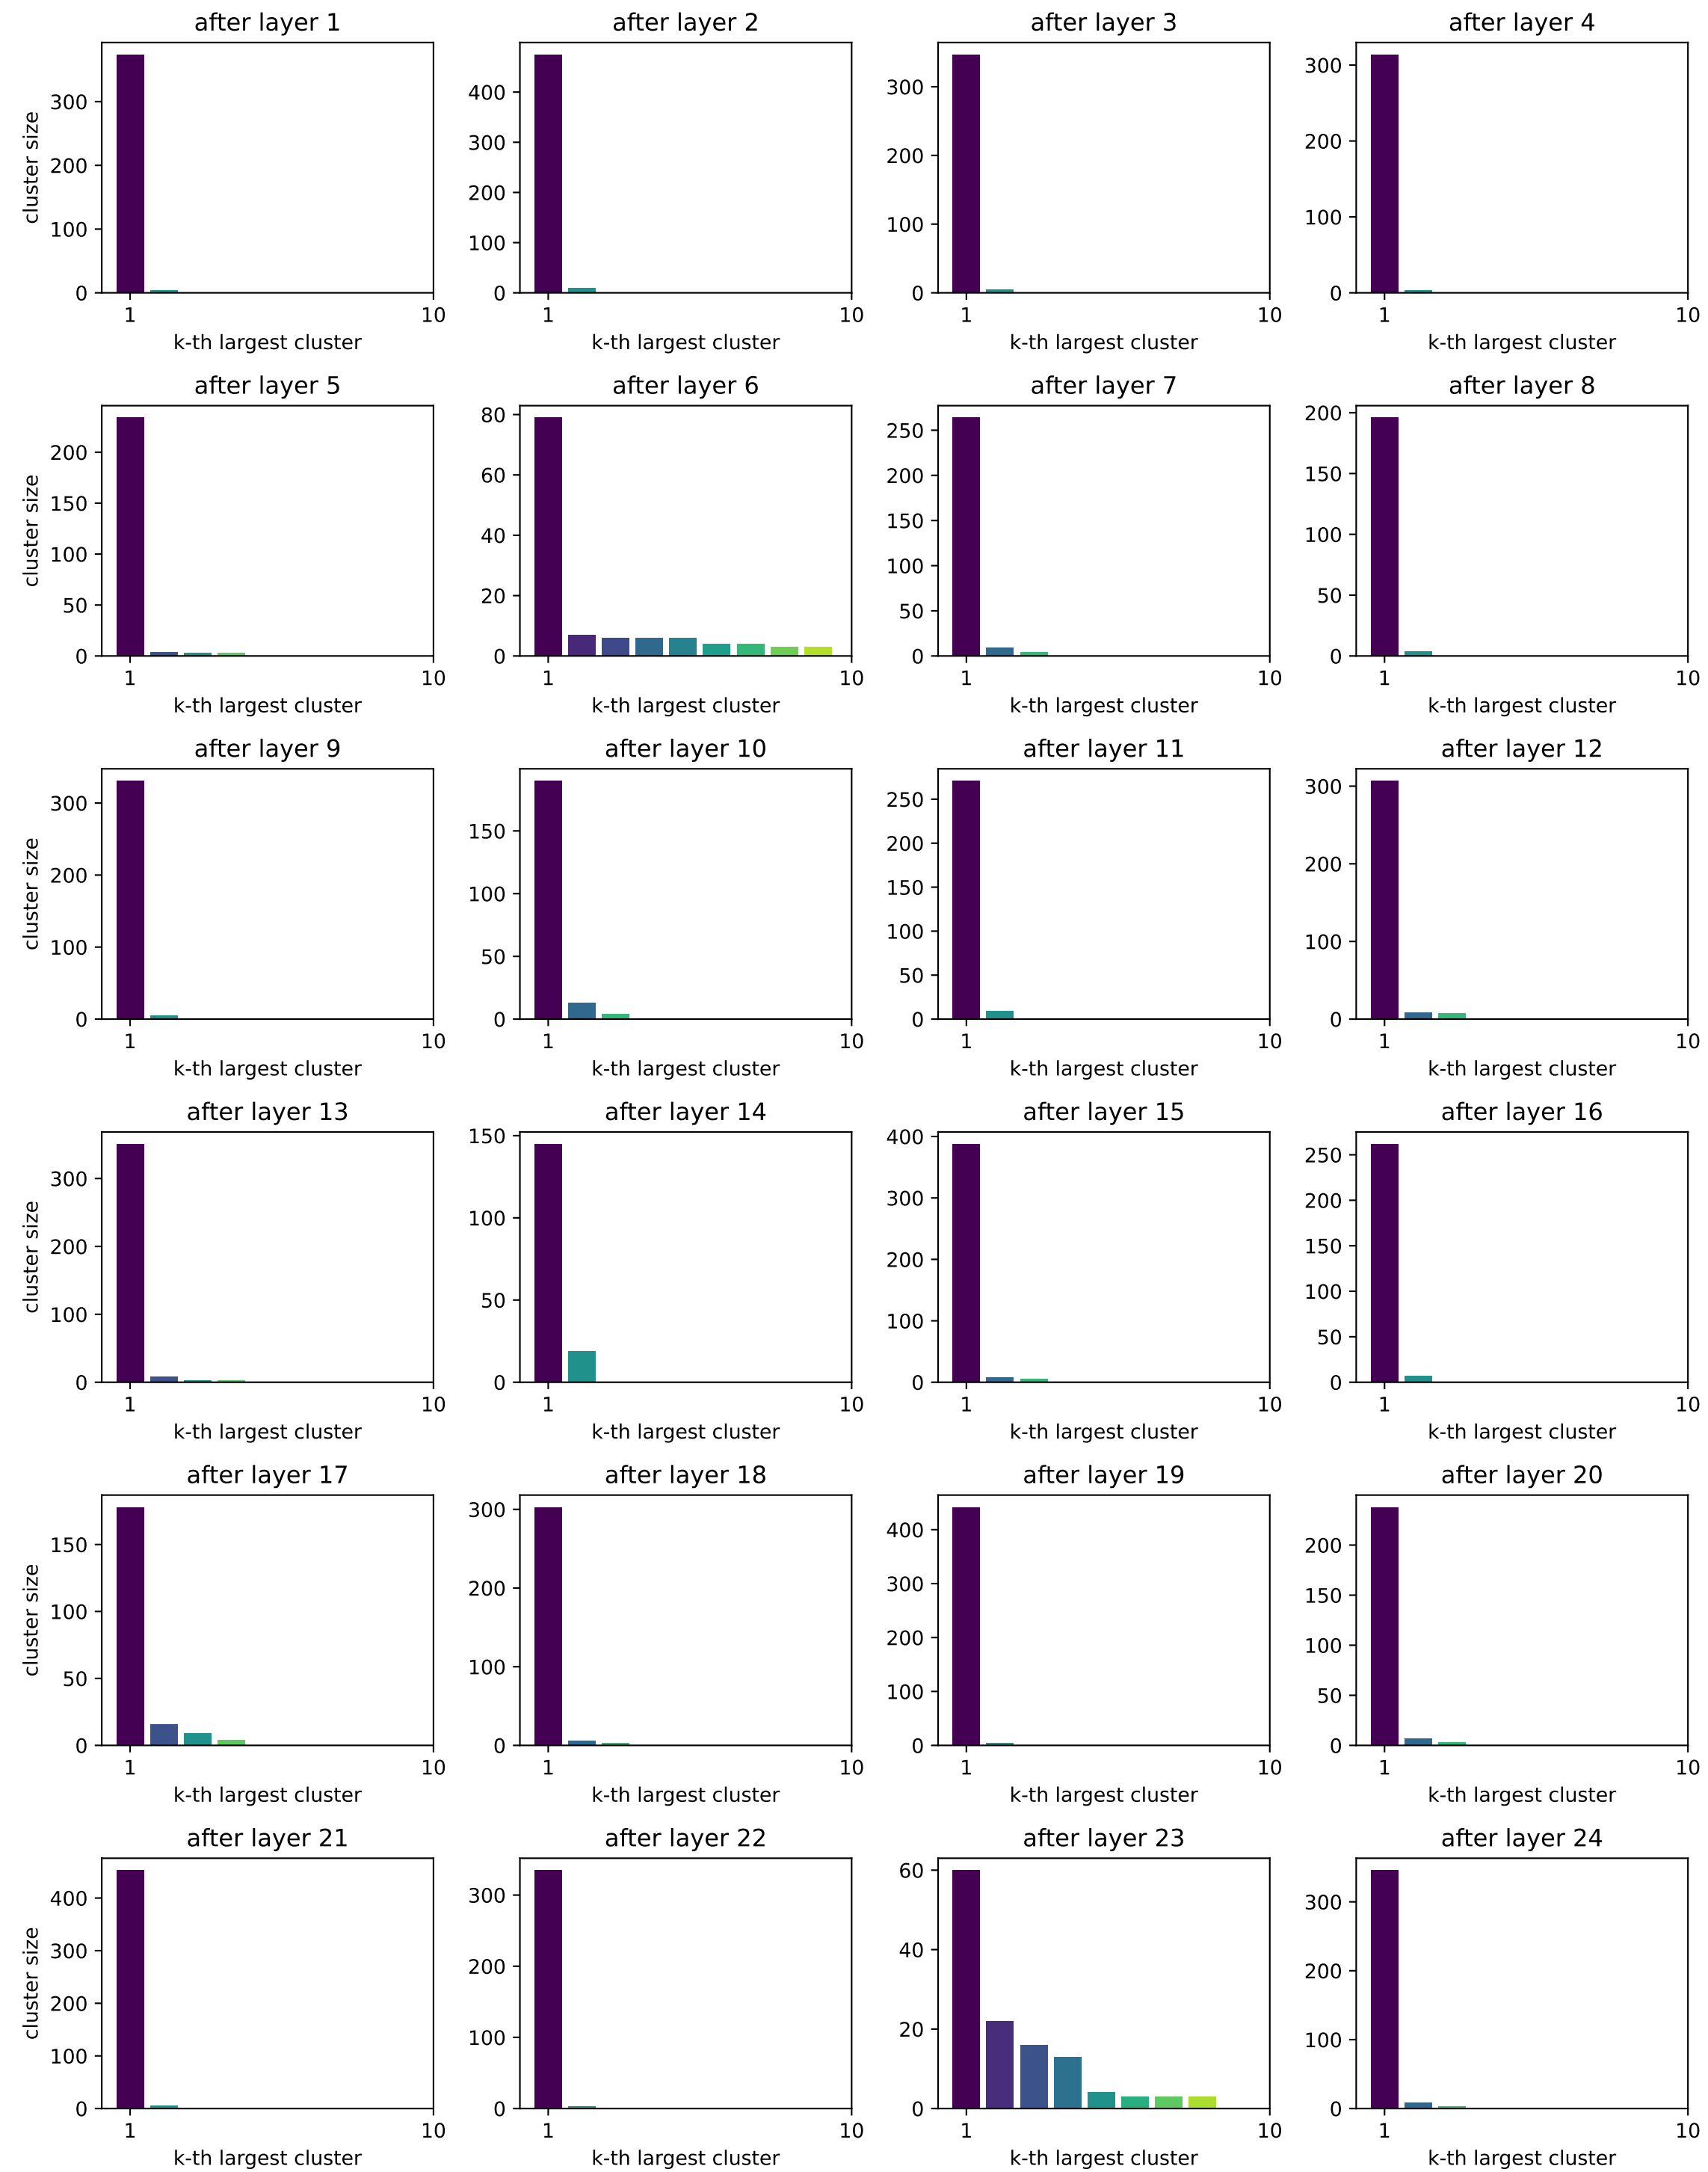 after layer 1
after layer 2
after layer 3
after layer 4
cluster size
0
100
200
300
1
10
k-th largest cluster
0
100
200
300
400
1
10
k-th largest cluster
0
100
200
300
1
10
k-th largest cluster
0
100
200
300
1
10
k-th largest cluster
after layer 5
after layer 6
after layer 7
after layer 8
cluster size
0
50
100
150
200
1
10
k-th largest cluster
0
20
40
60
80
1
10
k-th largest cluster
0
50
100
150
200
250
1
10
k-th largest cluster
0
50
100
150
200
1
10
k-th largest cluster
after layer 9
after layer 10
after layer 11
after layer 12
cluster size
0
100
200
300
1
10
k-th largest cluster
0
50
100
150
1
10
k-th largest cluster
0
50
100
150
200
250
1
10
k-th largest cluster
0
100
200
300
1
10
k-th largest cluster
after layer 13
after layer 14
after layer 15
after layer 16
cluster size
0
100
200
300
1
10
k-th largest cluster
0
50
100
150
1
10
k-th largest cluster
0
100
200
300
400
1
10
k-th largest cluster
0
50
100
150
200
250
1
10
k-th largest cluster
after layer 17
after layer 18
after layer 19
after layer 20
cluster size
0
50
100
150
1
10
k-th largest cluster
0
100
200
300
1
10
k-th largest cluster
0
100
200
300
400
1
10
k-th largest cluster
0
50
100
150
200
1
10
k-th largest cluster
after layer 21
after layer 22
after layer 23
after layer 24
cluster size
0
100
200
300
400
1
10
k-th largest cluster
0
100
200
300
1
10
k-th largest cluster
0
20
40
60
1
10
k-th largest cluster
0
100
200
300
1
10
k-th largest cluster